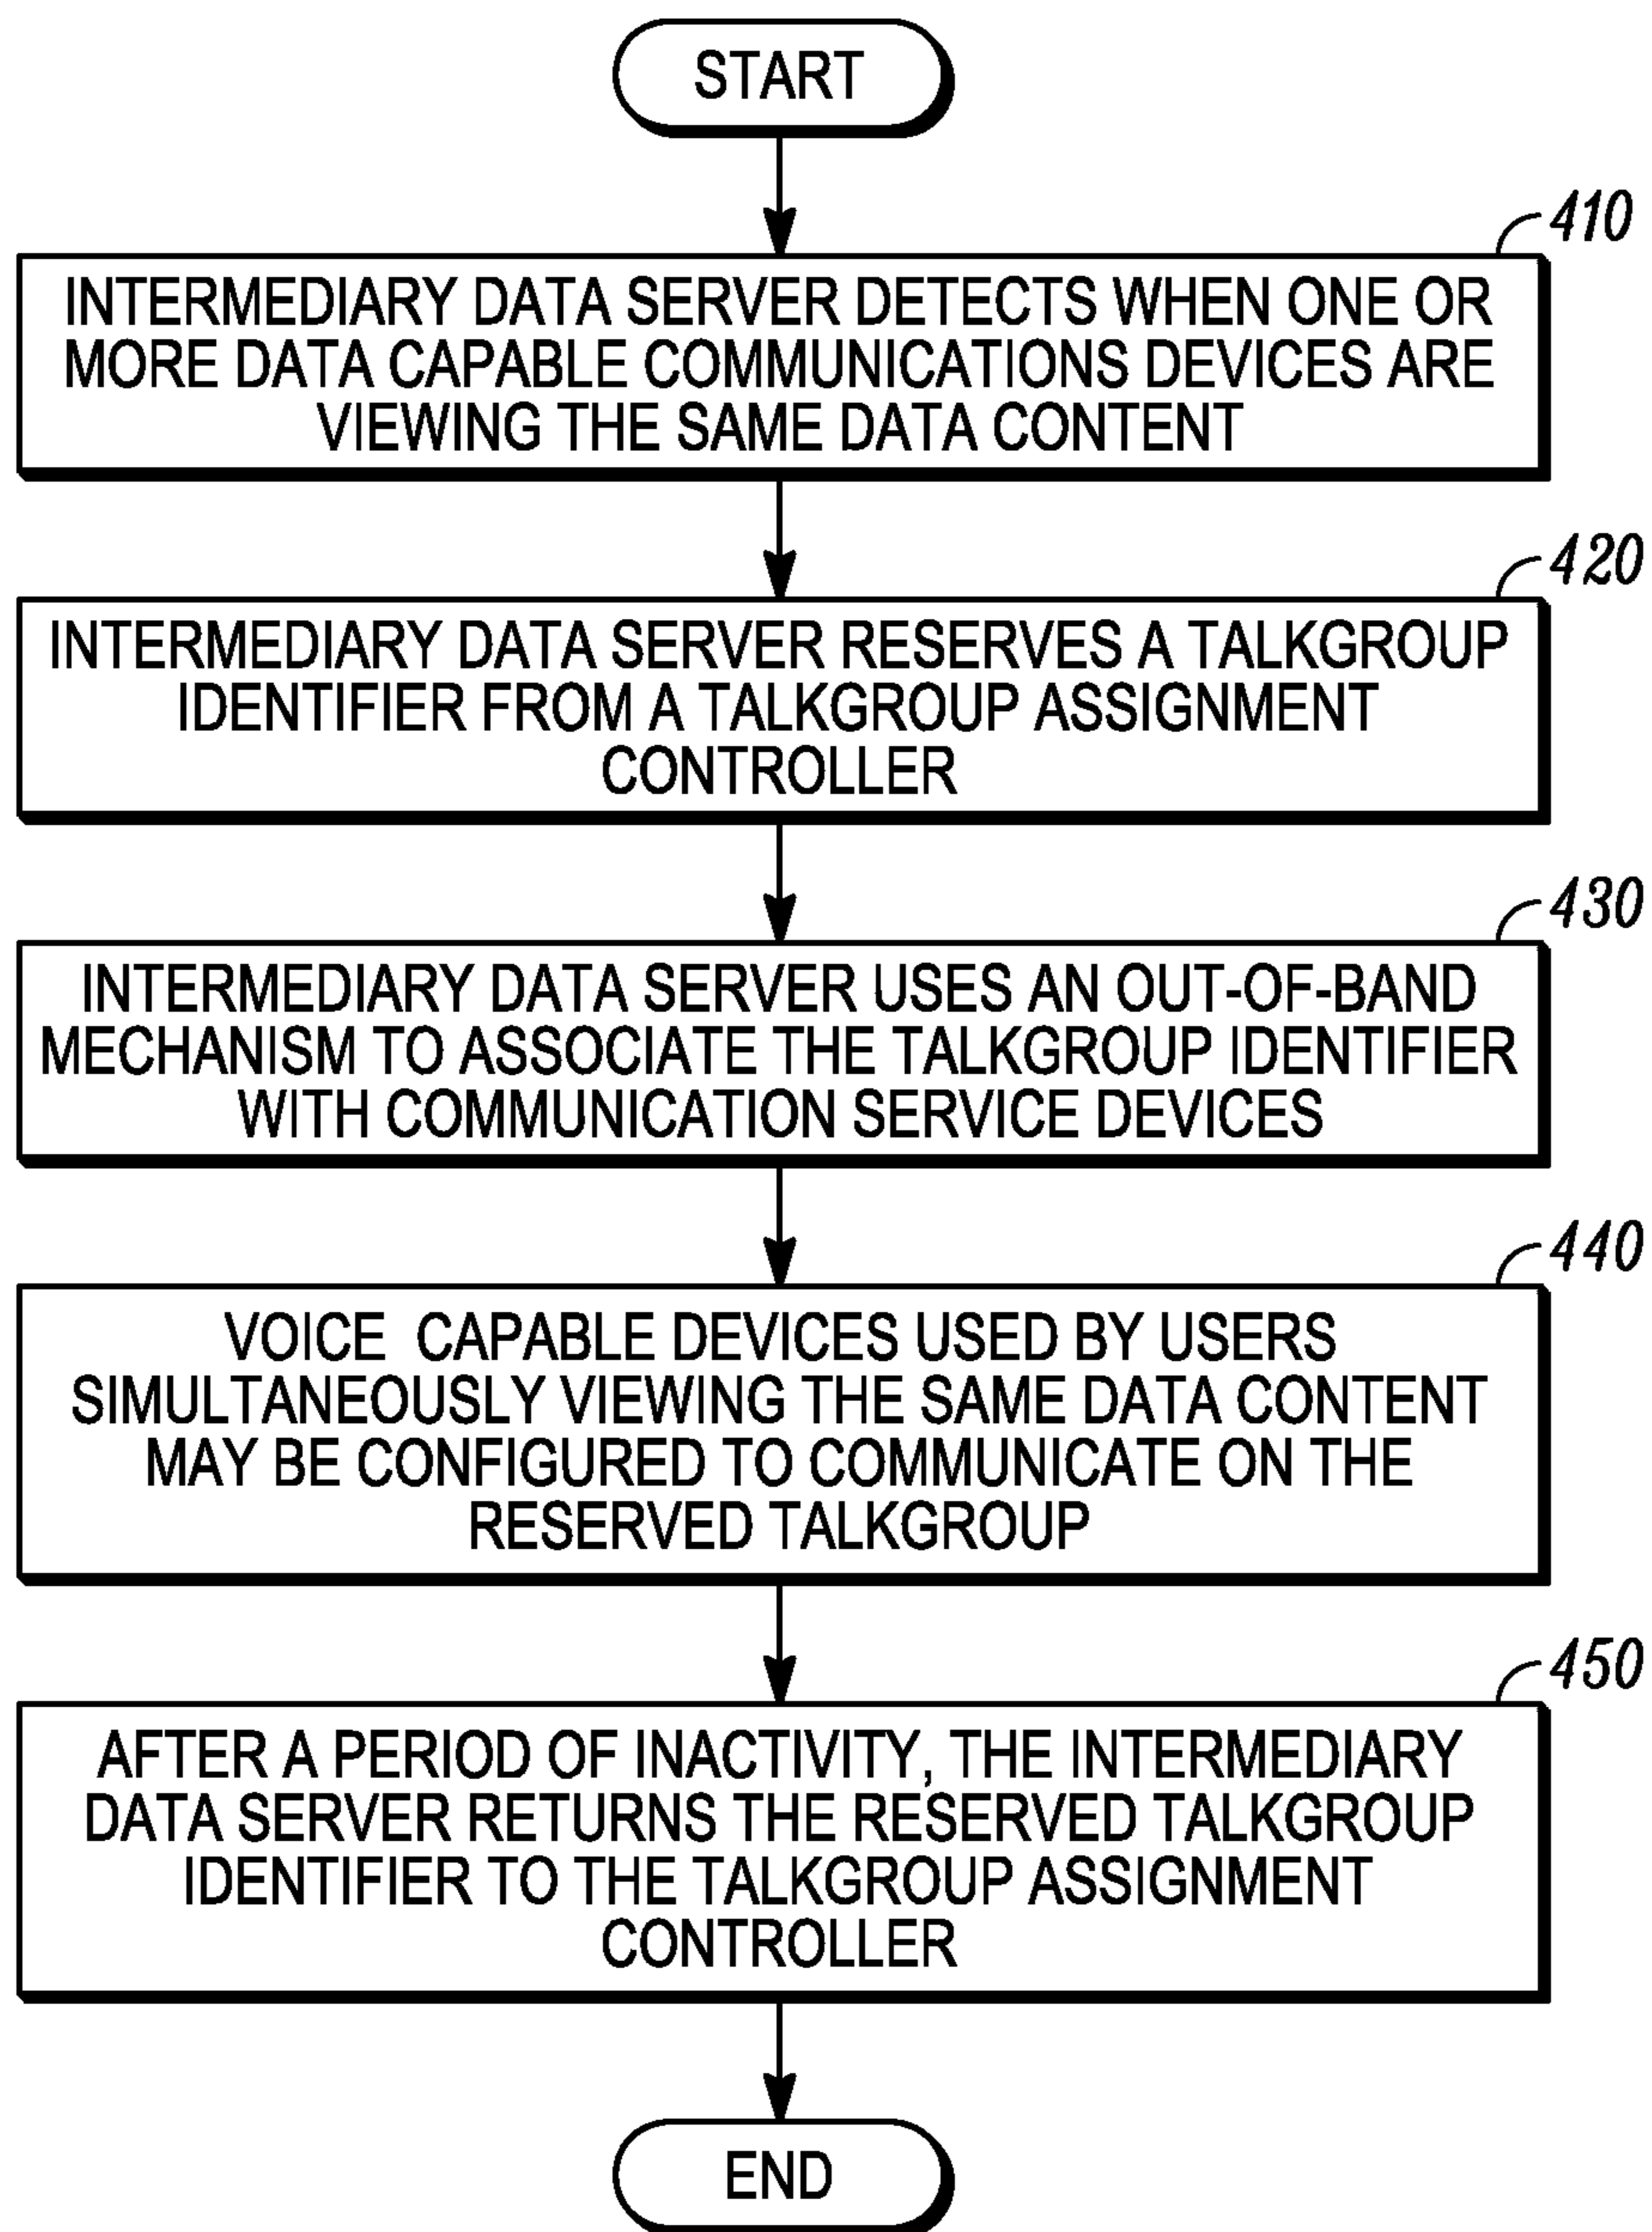 START
410
INTERMEDIARY DATA SERVER DETECTS WHEN ONE OR
MORE DATA CAPABLE COMMUNICATIONS DEVICES ARE
VIEWING THE SAME DATA CONTENT
420
INTERMEDIARY DATA SERVER RESERVES A TALKGROUP
IDENTIFIER FROM A TALKGROUP ASSIGNMENT
CONTROLLER
430
INTERMEDIARY DATA SERVER USES AN OUT-OF-BAND
MECHANISM TO ASSOCIATE THE TALKGROUP IDENTIFIER
WITH COMMUNICATION SERVICE DEVICES
440
VOICE CAPABLE DEVICES USED BY USERS
SIMULTANEOUSLY VIEWING THE SAME DATA CONTENT
MAY BE CONFIGURED TO COMMUNICATE ON THE
RESERVED TALKGROUP
450
AFTER A PERIOD OF INACTIVITY, THE INTERMEDIARY
DATA SERVER RETURNS THE RESERVED TALKGROUP
IDENTIFIER TO THE TALKGROUP ASSIGNMENT
CONTROLLER
END